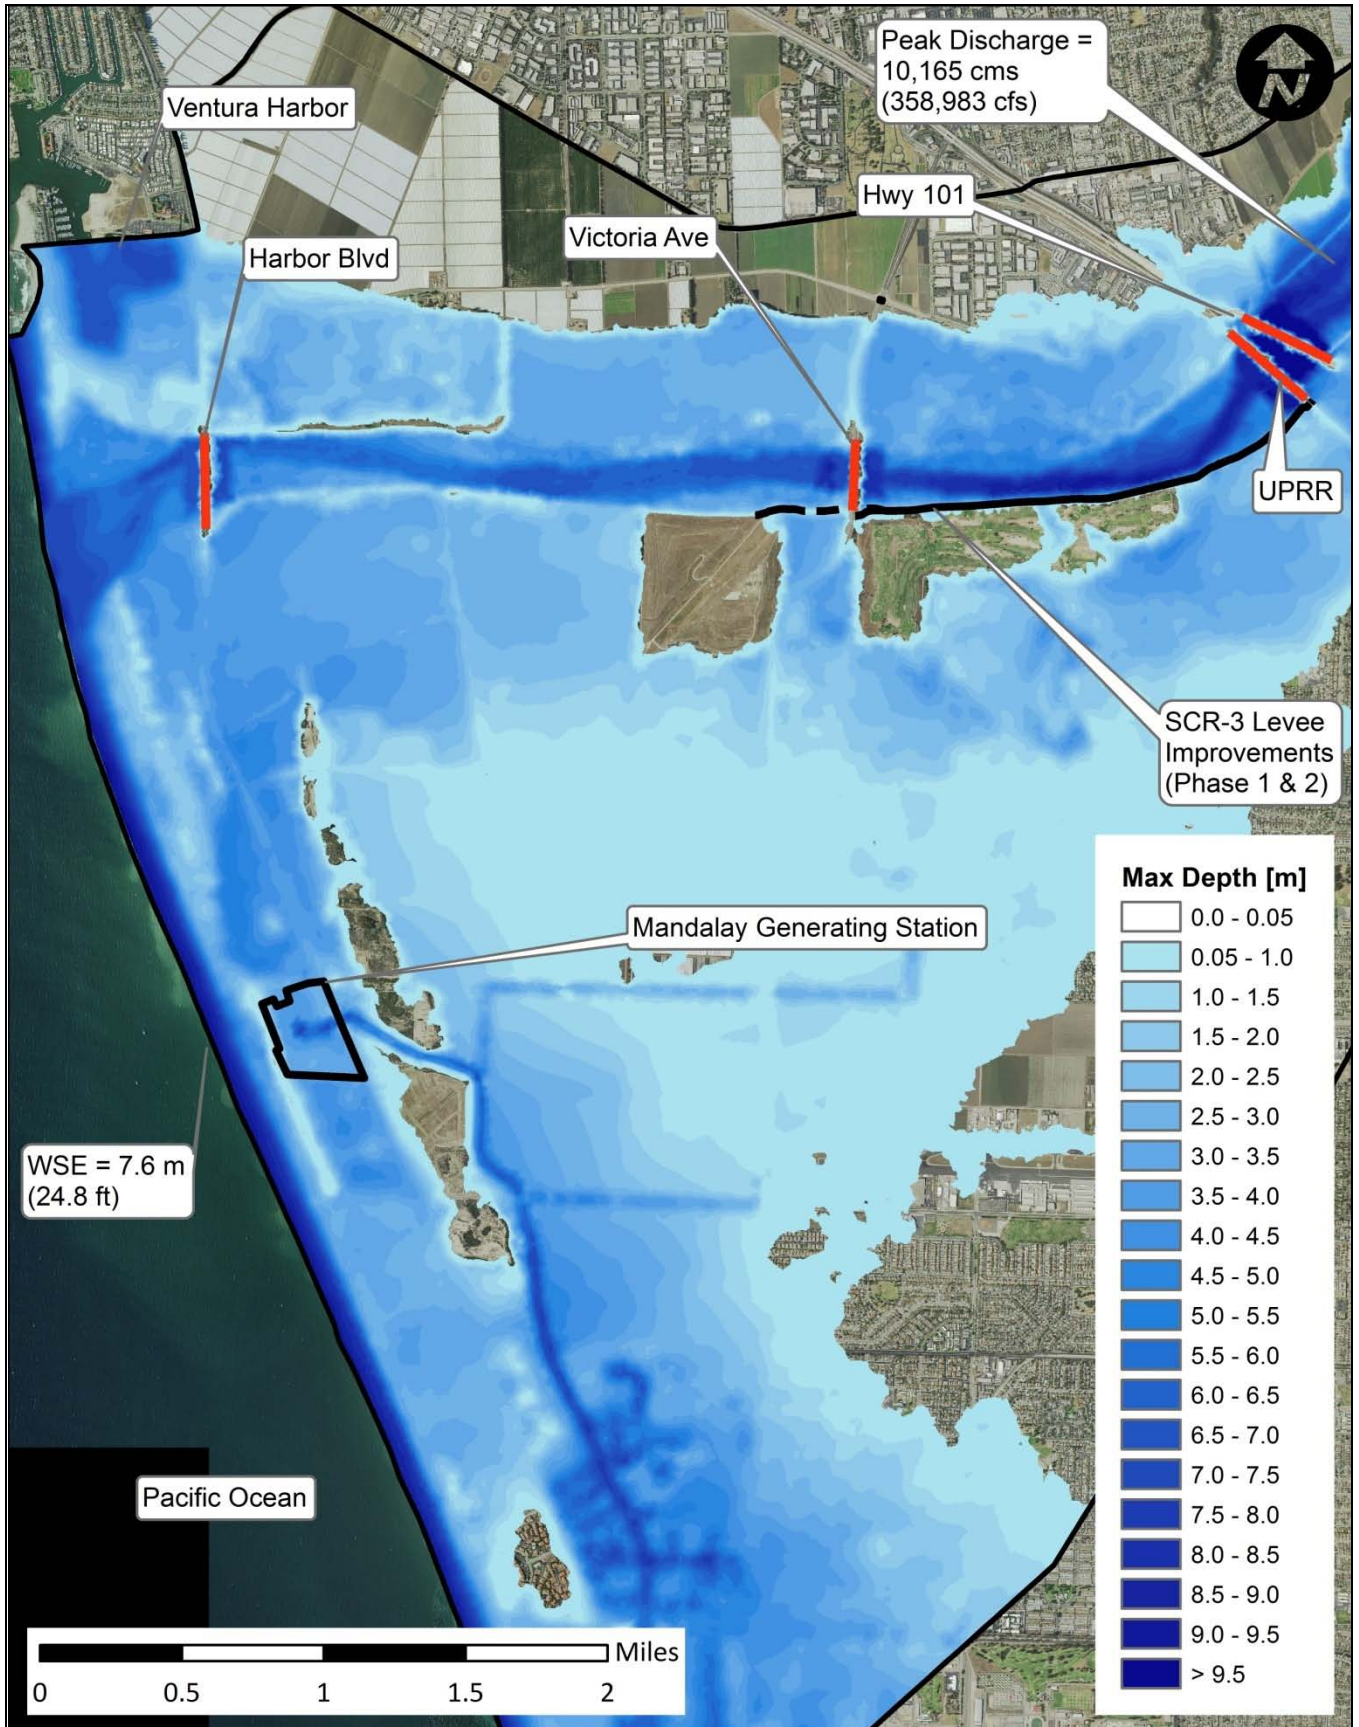 Peak Discharge =
10,165 cms
(358,983 cfs)
N
Ventura Harbor
Hwy 101
Victoria Ave
Harbor Blvd
UPRR
SCR-3 Levee
Improvements
(Phase 1 & 2)
Mandalay Generating Station
WSE = 7.6 m
(24.8 ft)
Pacific Ocean
Max Depth [m]
0.0 - 0.05
0.05 - 1.0
1.0 - 1.5
1.5 - 2.0
2.0 - 2.5
2.5 - 3.0
3.0 - 3.5
3.5 - 4.0
4.0 - 4.5
4.5 - 5.0
5.0 - 5.5
5.5 - 6.0
6.0 - 6.5
6.5 - 7.0
7.0 - 7.5
7.5 - 8.0
8.0 - 8.5
8.5 - 9.0
9.0 - 9.5
> 9.5
Miles
0 0.5 1 1.5 2